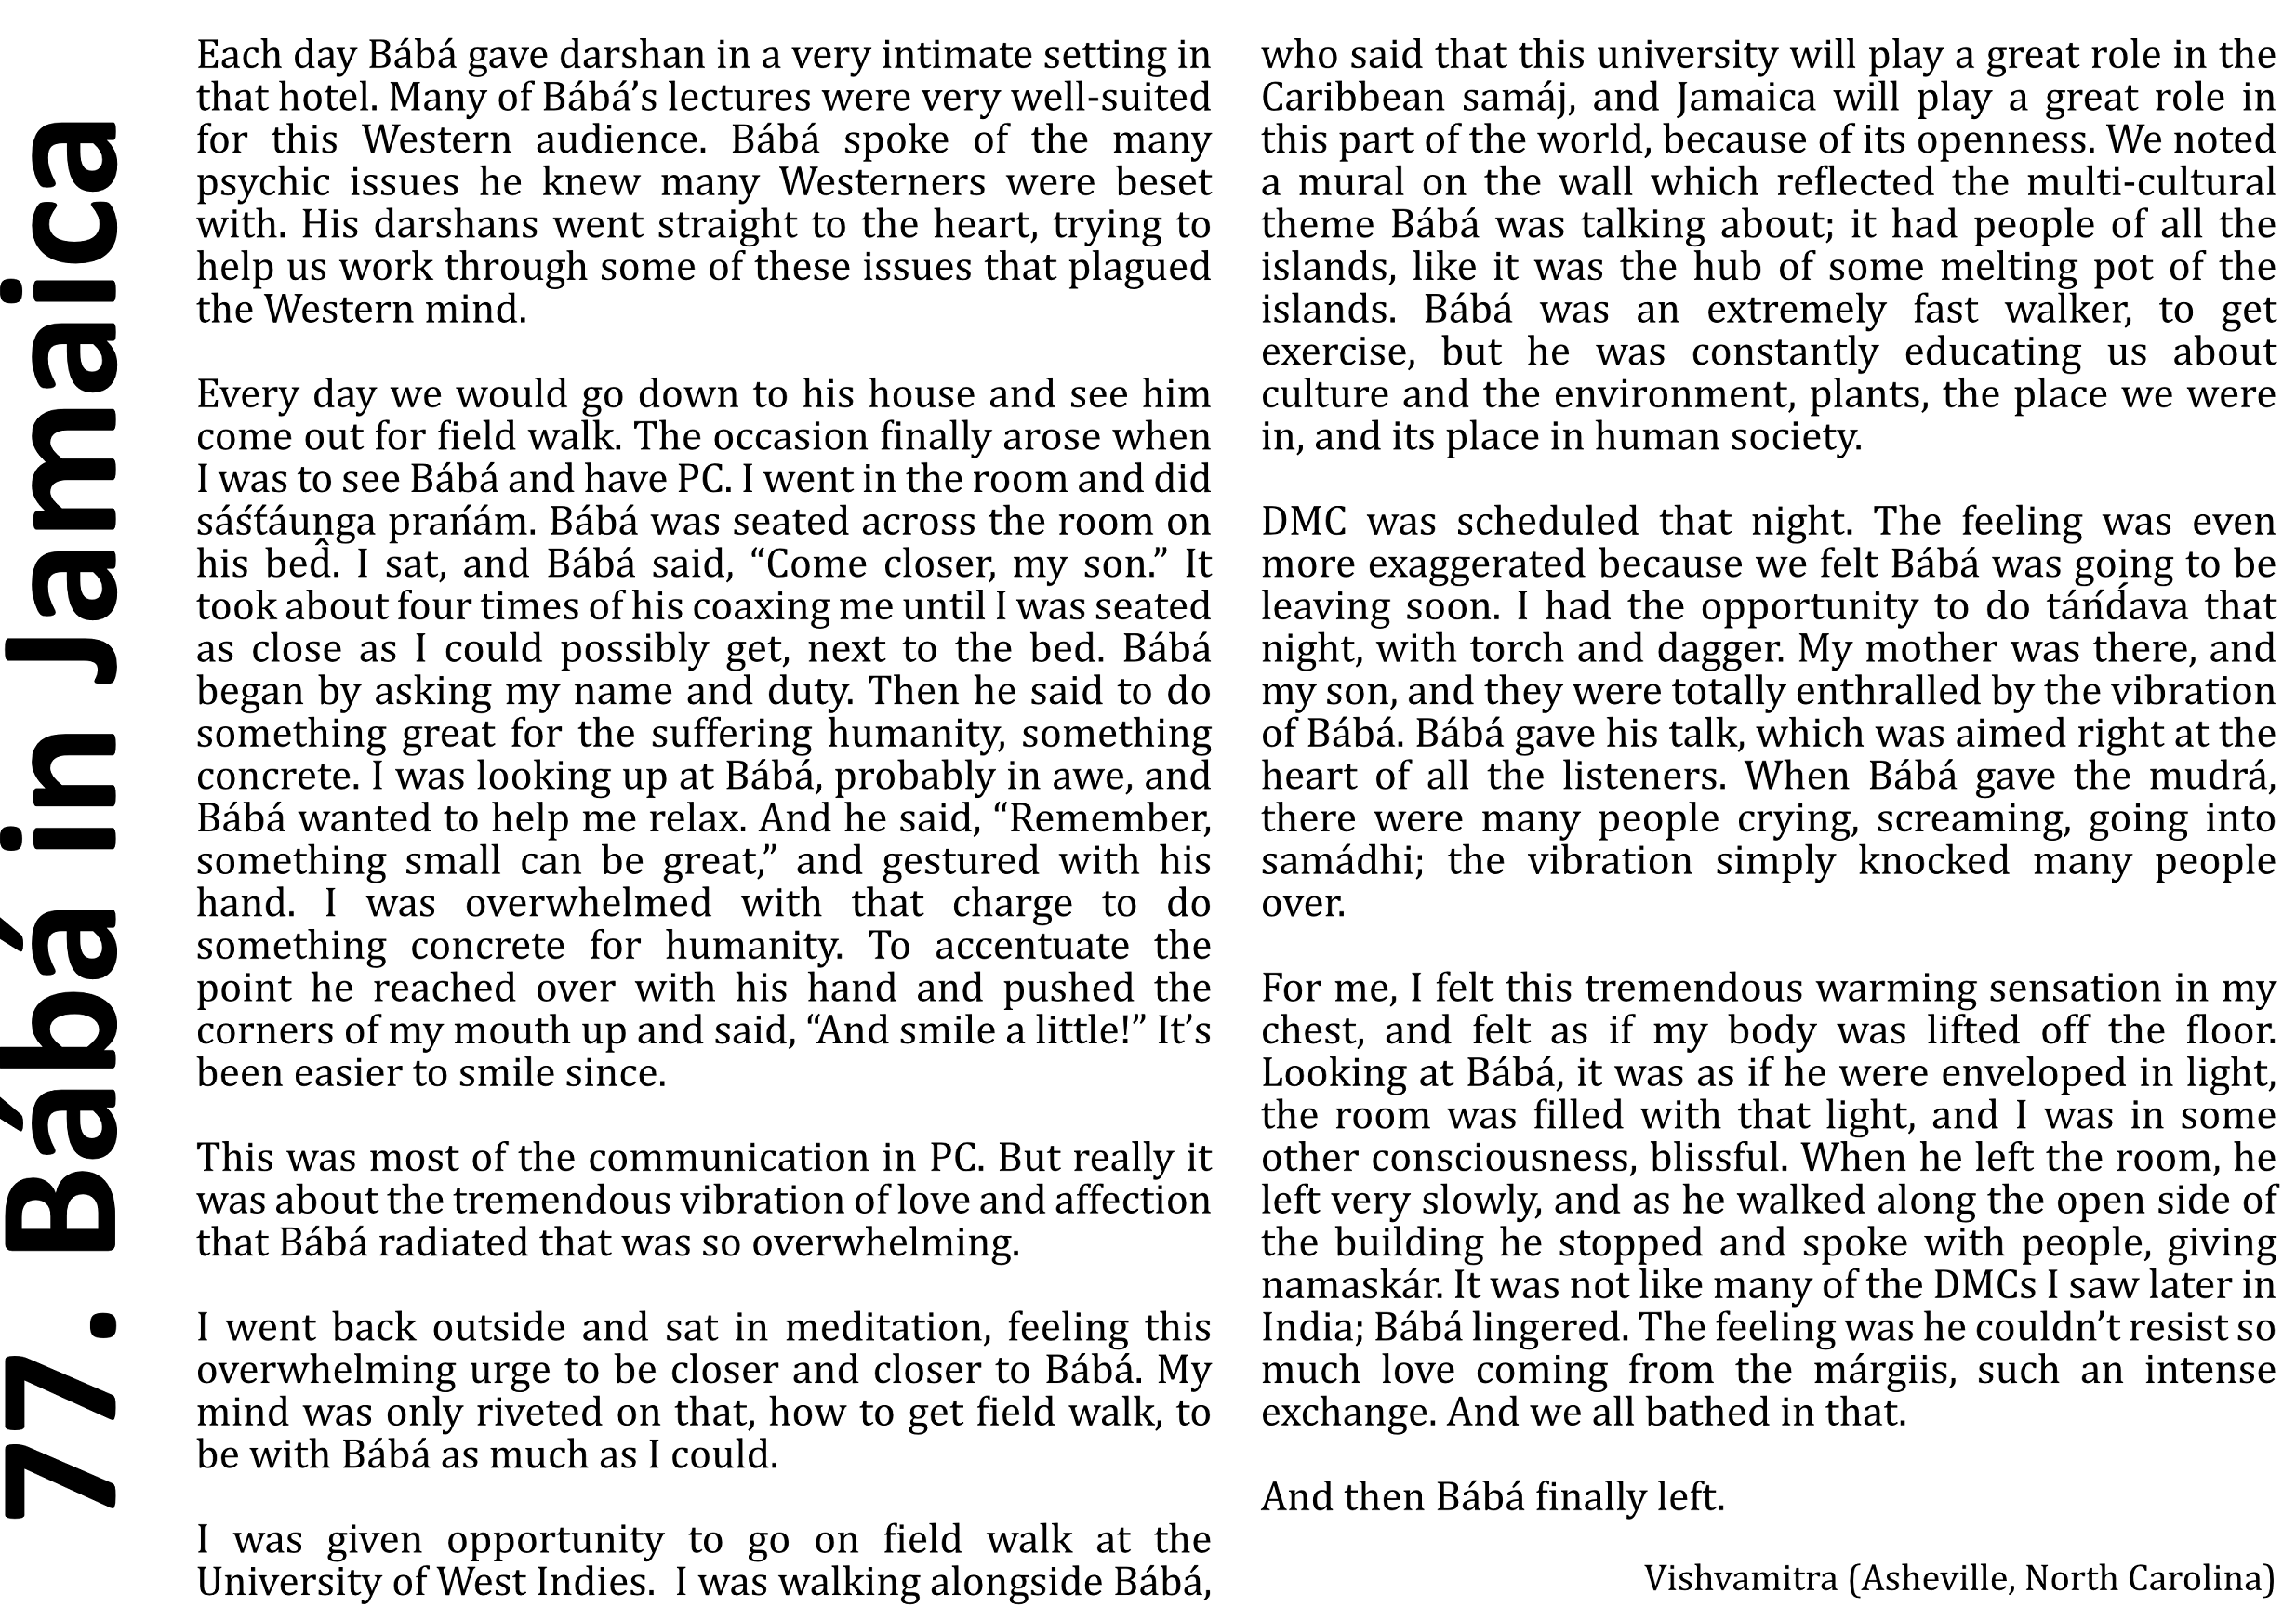 77. Bábá in Jamaica
Each day Bábá gave darshan in a very intimate setting in
that hotel. Many of Bábá’s lectures were very well-suited
for this Western audience. Bábá spoke of the many
psychic issues he knew many Westerners were beset
with. His darshans went straight to the heart, trying to
help us work through some of these issues that plagued
the Western mind.
Every day we would go down to his house and see him
come out for field walk. The occasion finally arose when
I was to see Bábá and have PC. I went in the room and did
sáśt́áuṋga prańám. Bábá was seated across the room on
his bed. I sat, and Bábá said, “Come closer, my son.” It
took about four times of his coaxing me until I was seated
as close as I could possibly get, next to the bed. Bábá
began by asking my name and duty. Then he said to do
something great for the suffering humanity, something
concrete. I was looking up at Bábá, probably in awe, and
Bábá wanted to help me relax. And he said, “Remember,
something small can be great,” and gestured with his
hand. I was overwhelmed with that charge to do
something concrete for humanity. To accentuate the
point he reached over with his hand and pushed the
corners of my mouth up and said, “And smile a little!” It’s
been easier to smile since.
This was most of the communication in PC. But really it
was about the tremendous vibration of love and affection
that Bábá radiated that was so overwhelming.
I went back outside and sat in meditation, feeling this
overwhelming urge to be closer and closer to Bábá. My
mind was only riveted on that, how to get field walk, to
be with Bábá as much as I could.
I was given opportunity to go on field walk at the
University of West Indies. I was walking alongside Bábá,
who said that this university will play a great role in the
Caribbean samáj, and Jamaica will play a great role in
this part of the world, because of its openness. We noted
a mural on the wall which reflected the multi-cultural
theme Bábá was talking about; it had people of all the
islands, like it was the hub of some melting pot of the
islands. Bábá was an extremely fast walker, to get
exercise, but he was constantly educating us about
culture and the environment, plants, the place we were
in, and its place in human society.
DMC was scheduled that night. The feeling was even
more exaggerated because we felt Bábá was going to be
leaving soon. I had the opportunity to do táńd́ava that
night, with torch and dagger. My mother was there, and
my son, and they were totally enthralled by the vibration
of Bábá. Bábá gave his talk, which was aimed right at the
heart of all the listeners. When Bábá gave the mudrá,
there were many people crying, screaming, going into
samádhi; the vibration simply knocked many people
over.
For me, I felt this tremendous warming sensation in my
chest, and felt as if my body was lifted off the floor.
Looking at Bábá, it was as if he were enveloped in light,
the room was filled with that light, and I was in some
other consciousness, blissful. When he left the room, he
left very slowly, and as he walked along the open side of
the building he stopped and spoke with people, giving
namaskár. It was not like many of the DMCs I saw later in
India; Bábá lingered. The feeling was he couldn’t resist so
much love coming from the márgiis, such an intense
exchange. And we all bathed in that.
And then Bábá finally left.
Vishvamitra (Asheville, North Carolina)